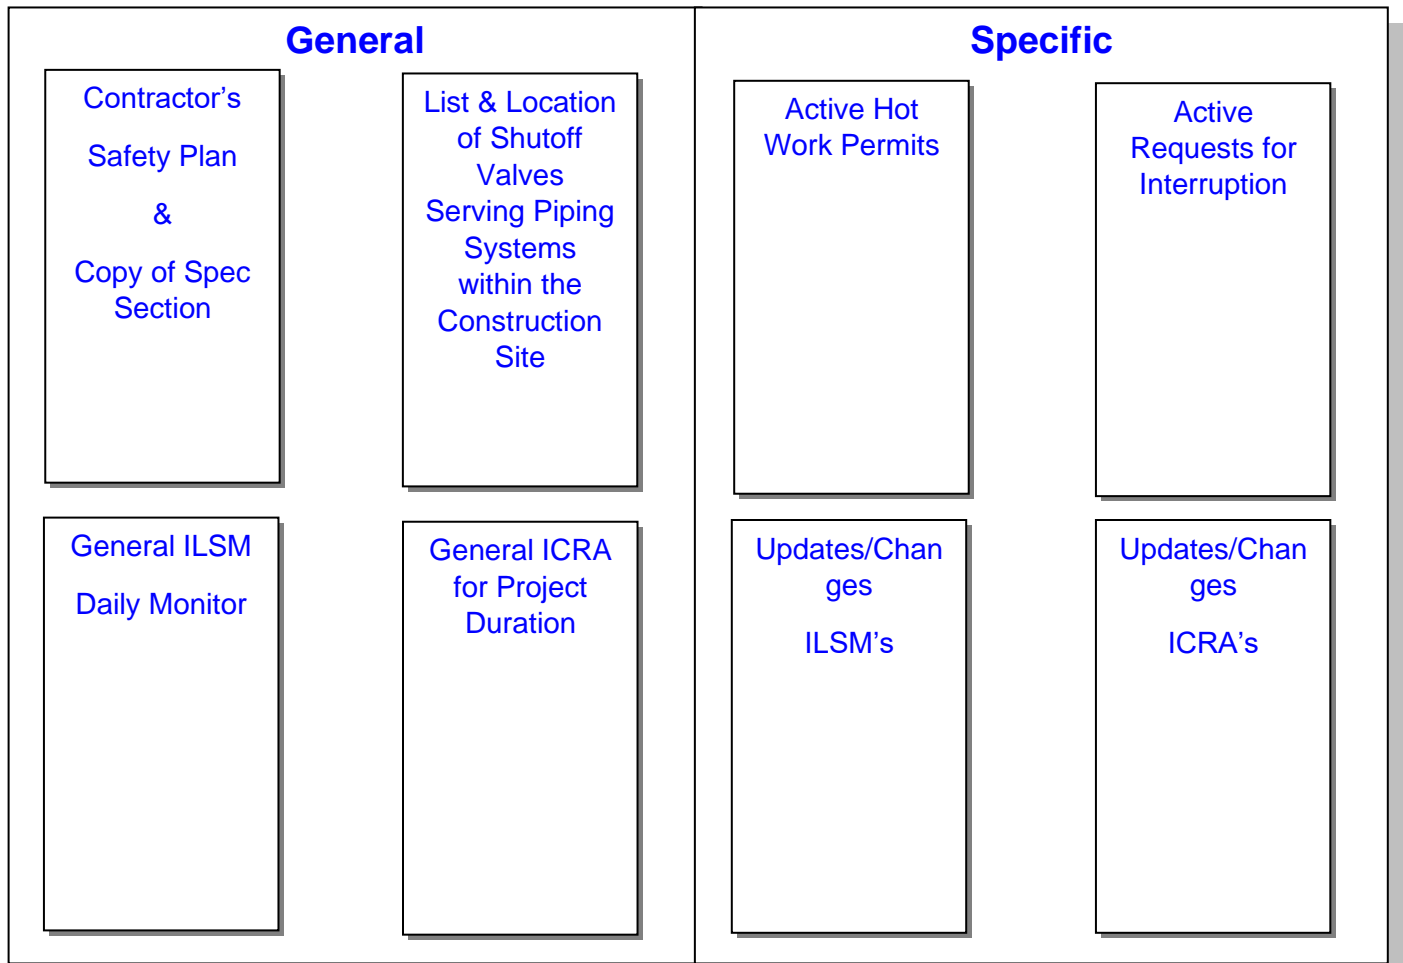 General
Contractor's
Safety Plan
&
Copy of Spec
Section
List & Location
of Shutoff
Valves
Serving Piping
Systems
within the
Construction
Site
General ILSM
Daily Monitor
General ICRA
for Project
Duration
Specific
Active Hot
Work Permits
Active
Requests for
Interruption
Updates/Chan
ges
ILSM's
Updates/Chan
ges
ICRA's